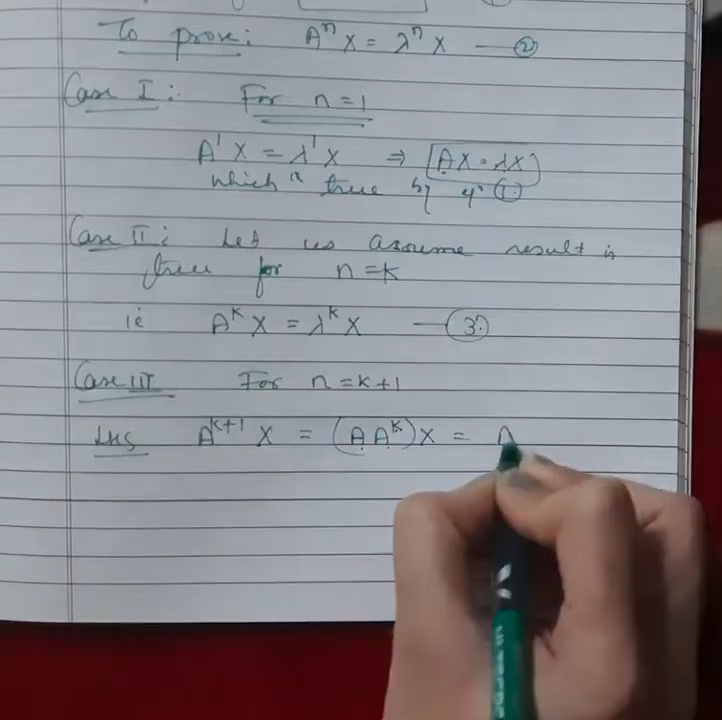 To prove: Aⁿ X = λⁿ X — ②
Case I: For n = 1
A¹ X = λ¹ X ⇒ AX = λX
which is true by eqⁿ ①
Case II: Let us assume result is
true for n = k
ie Aᵏ X = λᵏ X — ③
Case III For n = k+1
LHS Aᵏ⁺¹ X = (A Aᵏ) X = A